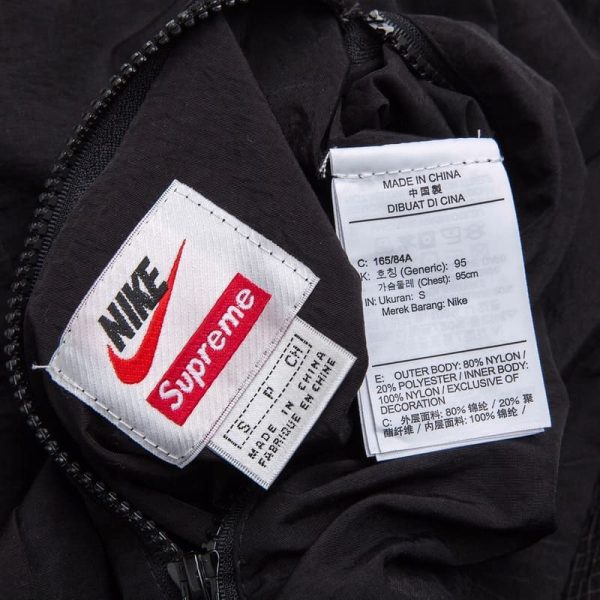 NIKE
Supreme
S P CH
MADE IN CHINA
FABRIQUE EN CHINE
MADE IN CHINA
中国製
DIBUAT DI CINA
C: 165/84A
K: 호칭 (Generic): 95
가슴둘레 (Chest): 95cm
IN: Ukuran: S
Merek Barang: Nike
E: OUTER BODY: 80% NYLON /
20% POLYESTER / INNER BODY:
100% NYLON / EXCLUSIVE OF
DECORATION
C: 外层面料: 80% 锦纶 / 20% 聚
酯纤维 / 内层面料: 100% 锦纶 /